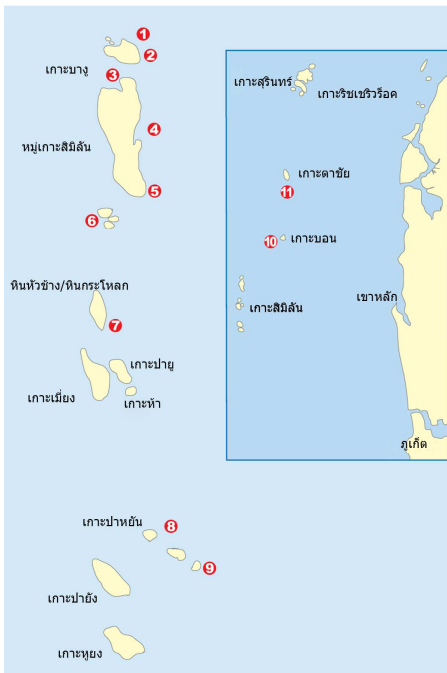 1
2
เกาะบางู
3
4
หมู่เกาะสิมิลัน
5
6
หินหัวช้าง/หินกระโหลก
7
เกาะปายู
เกาะเมี่ยง
เกาะห้า
เกาะปาหยัน
8
9
เกาะปายัง
เกาะหูยง
เกาะสุรินทร์
เกาะริชเชริวร็อค
เกาะตาชัย
11
10
เกาะบอน
เกาะสิมิลัน
เขาหลัก
ภูเก็ต